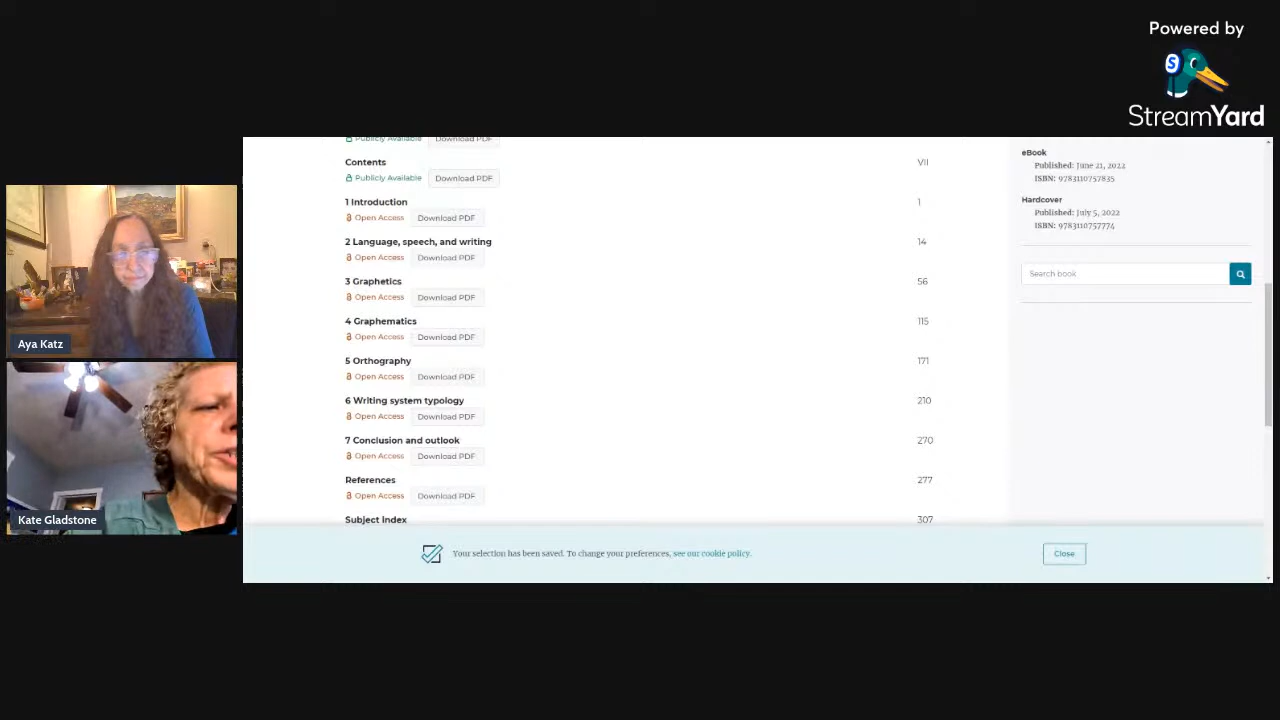 Powered by
StreamYard
Publicly Available Download PDF
Contents VII
Publicly Available Download PDF
1 Introduction 1
Open Access Download PDF
2 Language, speech, and writing 14
Open Access Download PDF
3 Graphetics 56
Open Access Download PDF
4 Graphematics 115
Open Access Download PDF
5 Orthography 171
Open Access Download PDF
6 Writing system typology 210
Open Access Download PDF
7 Conclusion and outlook 270
Open Access Download PDF
References 277
Open Access Download PDF
Subject index 307
eBook
Published: June 21, 2022
ISBN: 9783110757835
Hardcover
Published: July 5, 2022
ISBN: 9783110757774
Search book
Your selection has been saved. To change your preferences, see our cookie policy.
Close
Aya Katz
Kate Gladstone